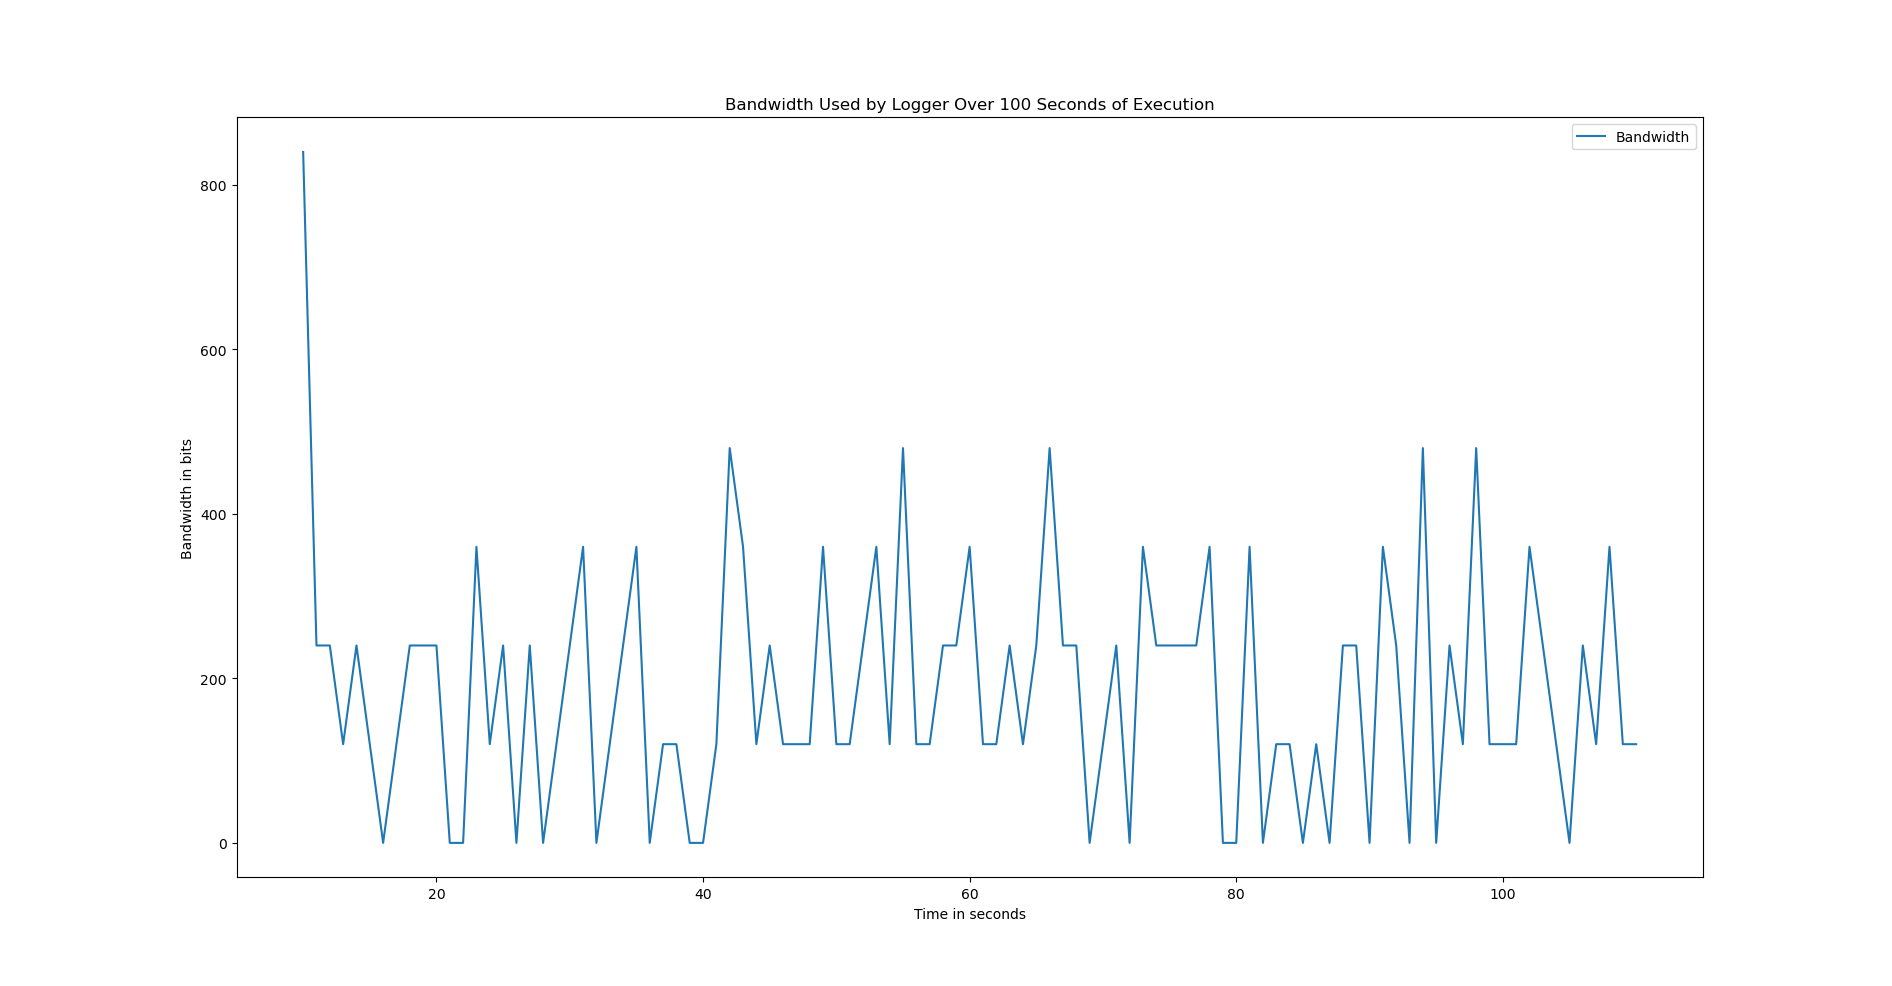 Bandwidth Used by Logger Over 100 Seconds of Execution
Bandwidth
800
600
400
200
0
Bandwidth in bits
20 40 60 80 100
Time in seconds